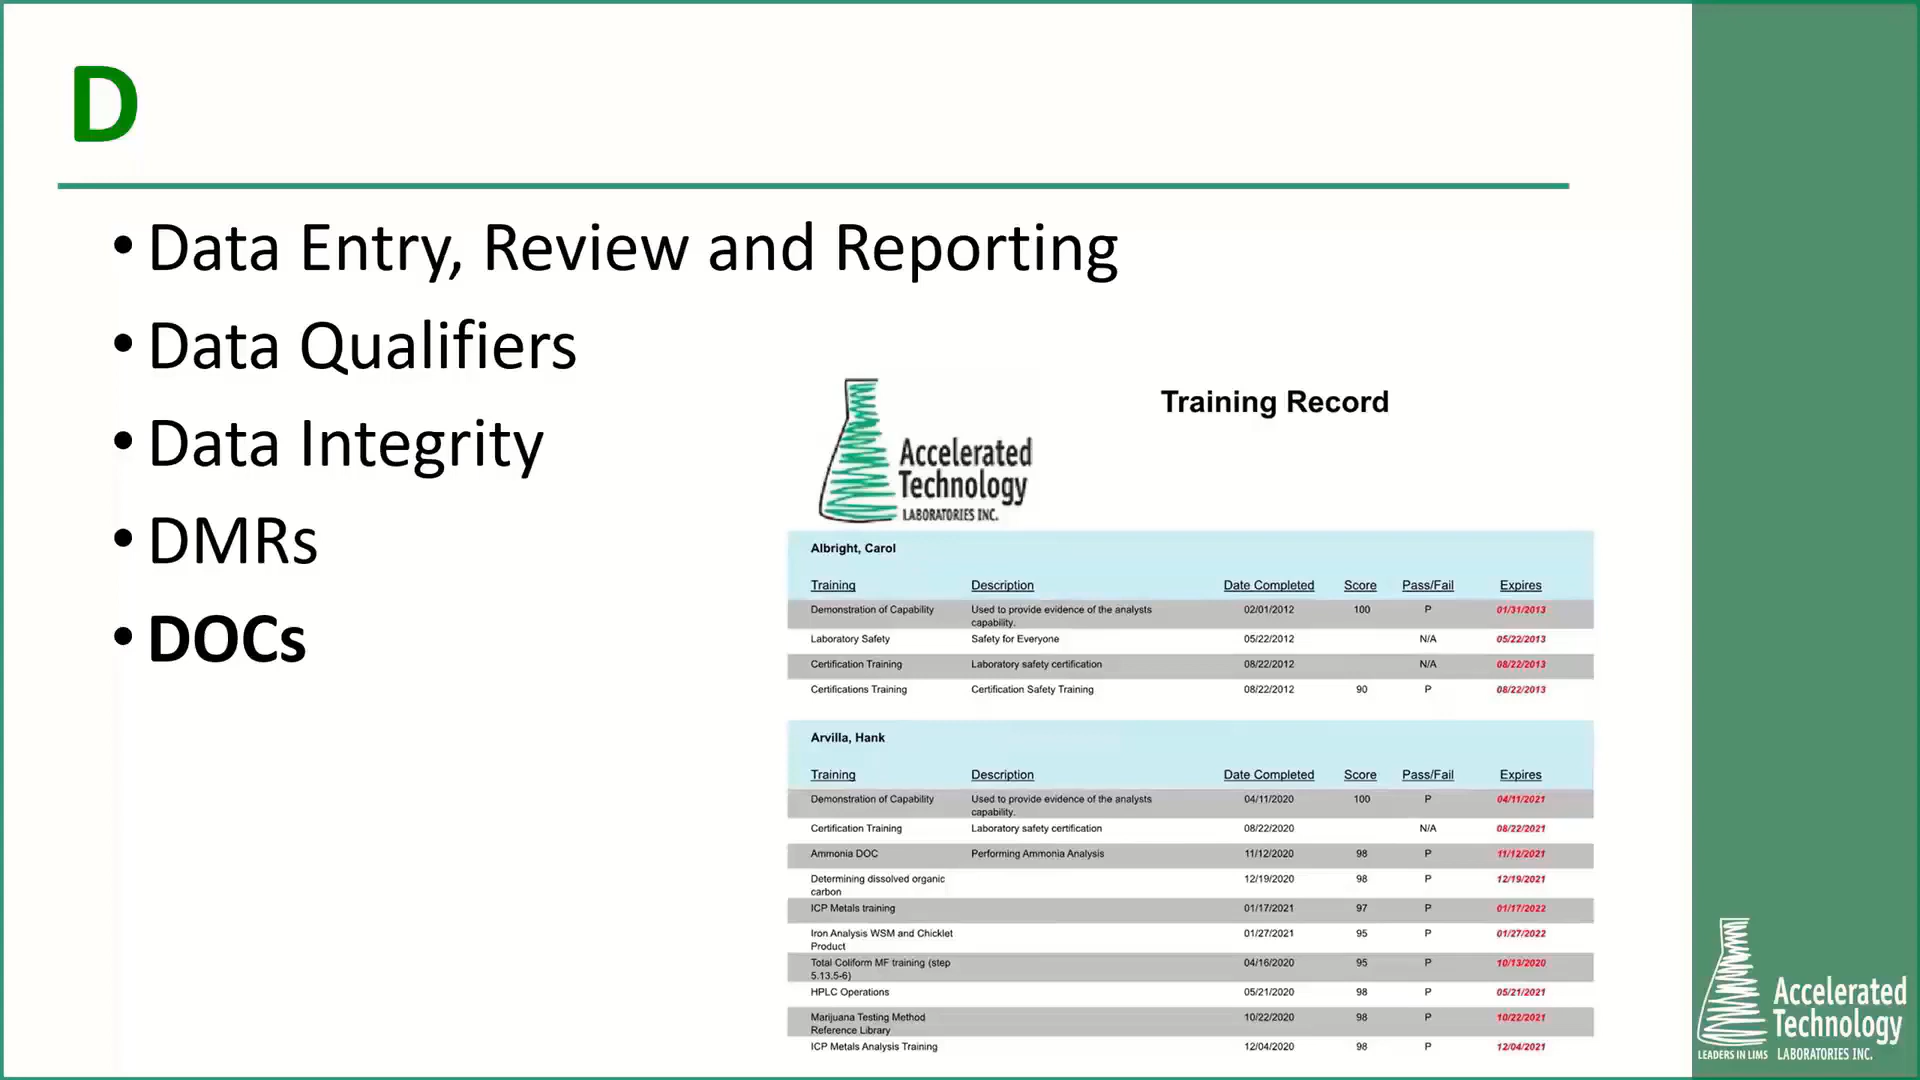 D
• Data Entry, Review and Reporting
• Data Qualifiers
• Data Integrity
• DMRs
• DOCs
Accelerated
Technology
LABORATORIES INC.
Training Record
Albright, Carol
Training Description Date Completed Score Pass/Fail Expires
Demonstration of Capability Used to provide evidence of the analysts 02/01/2012 100 P 01/31/2013
capability.
Laboratory Safety Safety for Everyone 05/22/2012 N/A 05/22/2013
Certification Training Laboratory safety certification 08/22/2012 N/A 08/22/2013
Certifications Training Certification Safety Training 08/22/2012 90 P 08/22/2013
Arvilla, Hank
Training Description Date Completed Score Pass/Fail Expires
Demonstration of Capability Used to provide evidence of the analysts 04/11/2020 100 P 04/11/2021
capability.
Certification Training Laboratory safety certification 08/22/2020 N/A 08/22/2021
Ammonia DOC Performing Ammonia Analysis 11/12/2020 98 P 11/12/2021
Determining dissolved organic 12/19/2020 98 P 12/19/2021
carbon
ICP Metals training 01/17/2021 97 P 01/17/2022
Iron Analysis WSM and Chicklet 01/27/2021 95 P 01/27/2022
Product
Total Coliform MF training (step 04/16/2020 95 P 10/13/2020
5.13.5-6)
HPLC Operations 05/21/2020 98 P 05/21/2021
Marijuana Testing Method 10/22/2020 98 P 10/22/2021
Reference Library
ICP Metals Analysis Training 12/04/2020 98 P 12/04/2021
Accelerated
Technology
LEADERS IN LIMS LABORATORIES INC.